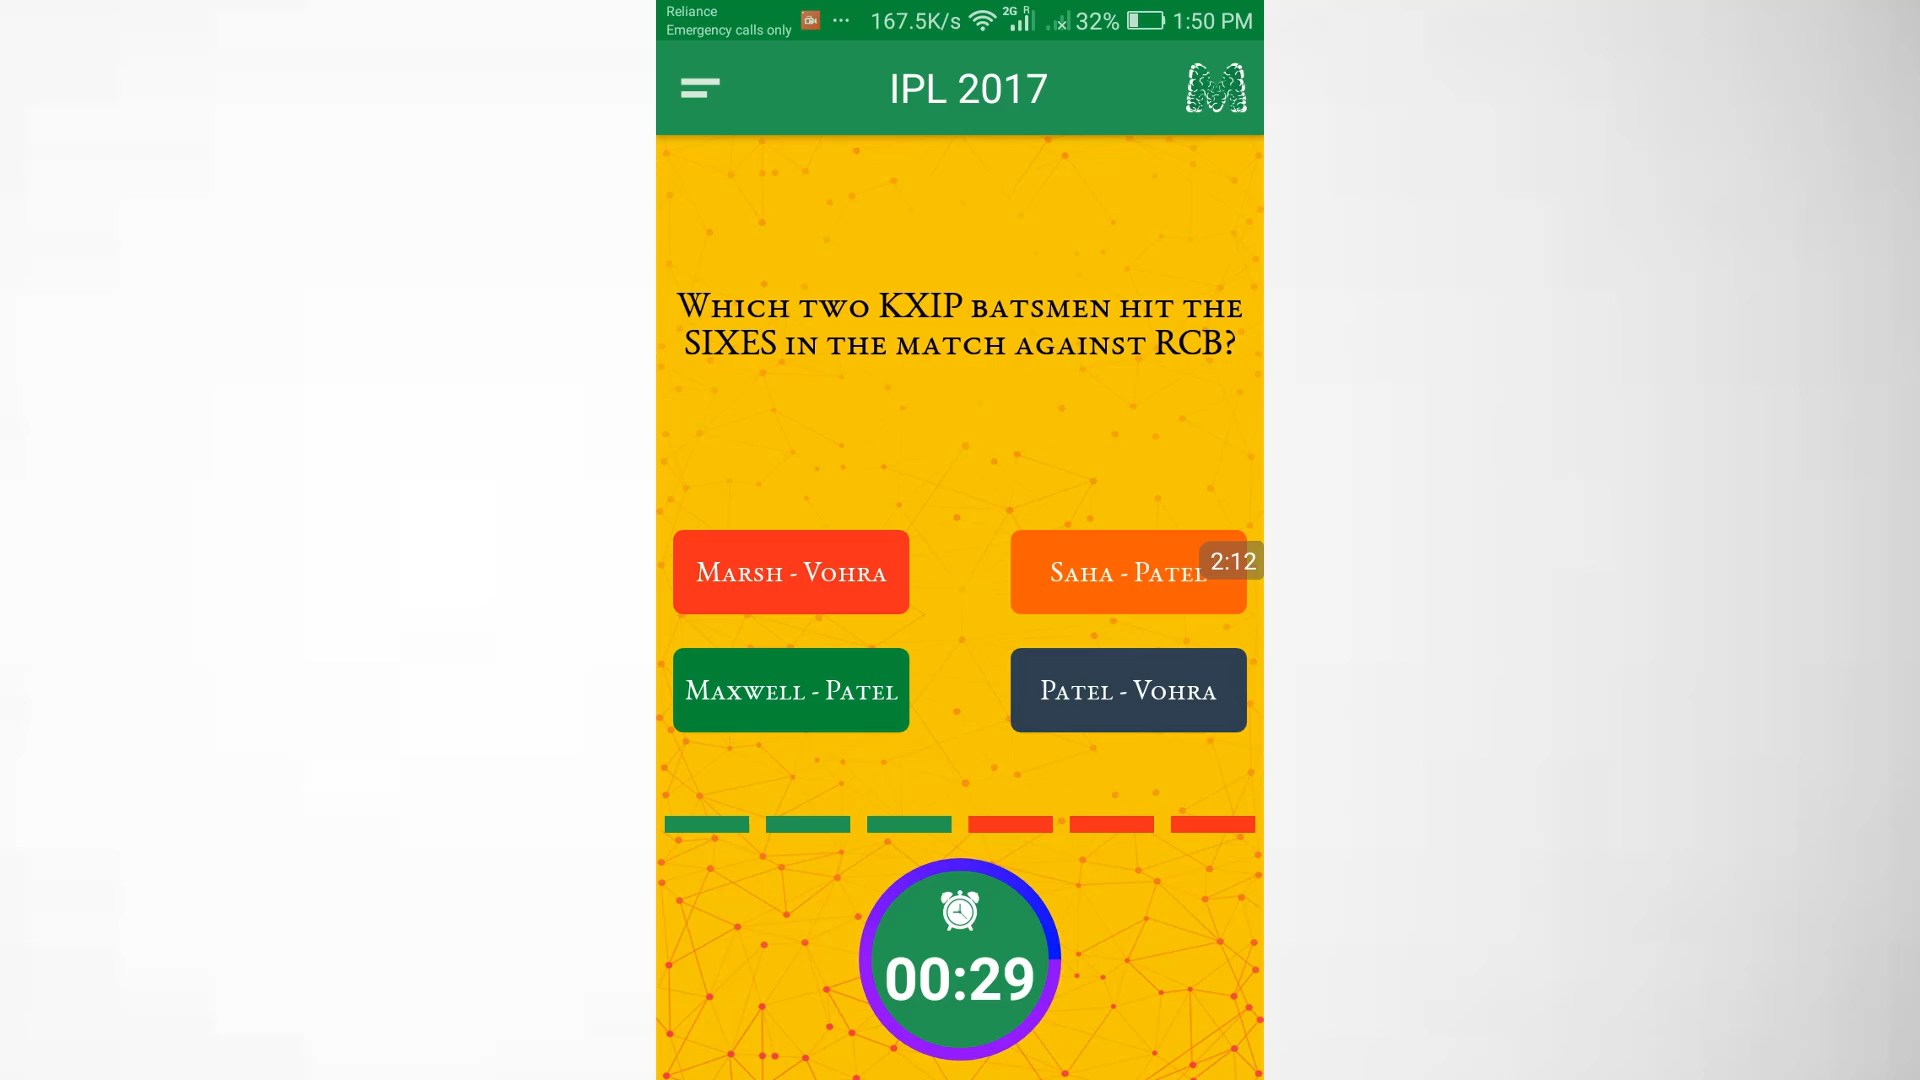 Reliance
Emergency calls only
167.5K/s 2G R 32% 1:50 PM
IPL 2017
Which two KXIP batsmen hit the
SIXES in the match against RCB?
Marsh - Vohra
Saha - Patel
2:12
Maxwell - Patel
Patel - Vohra
00:29